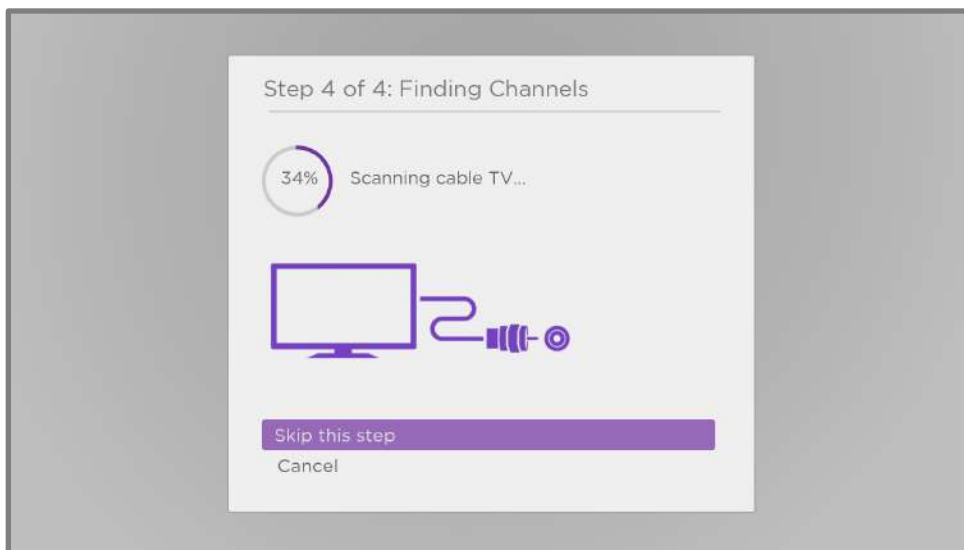 Step 4 of 4: Finding Channels
34%
Scanning cable TV...
Skip this step
Cancel